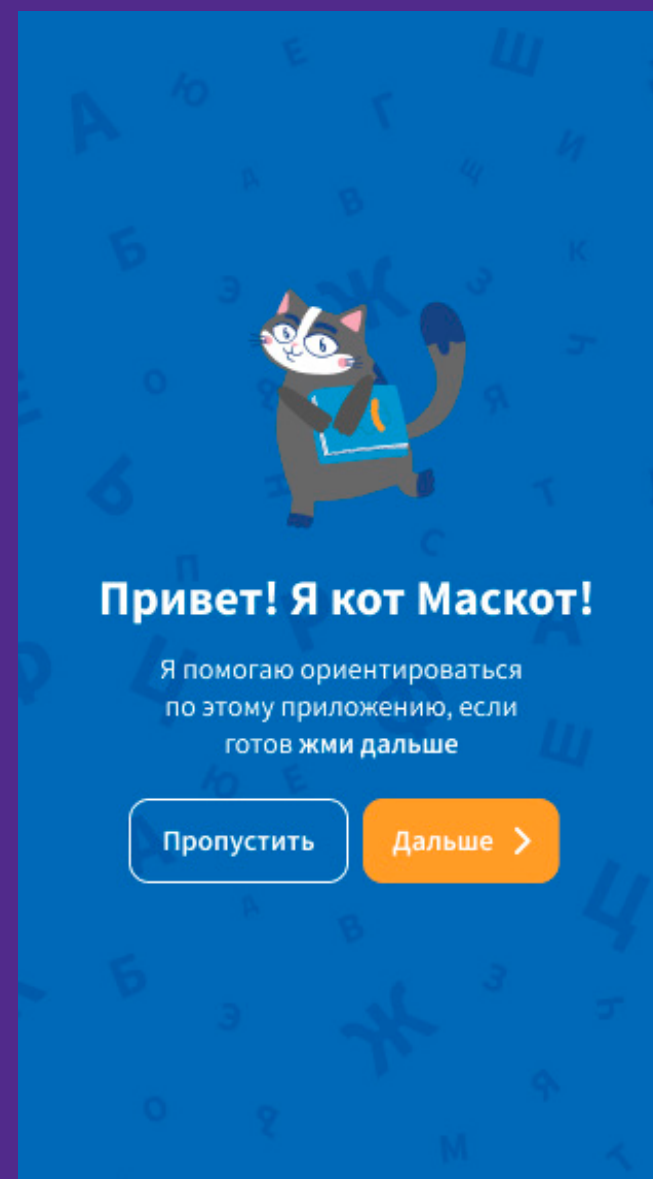 Привет! Я кот Маскот!
Я помогаю ориентироваться
по этому приложению, если
готов жми дальше
Пропустить
Дальше